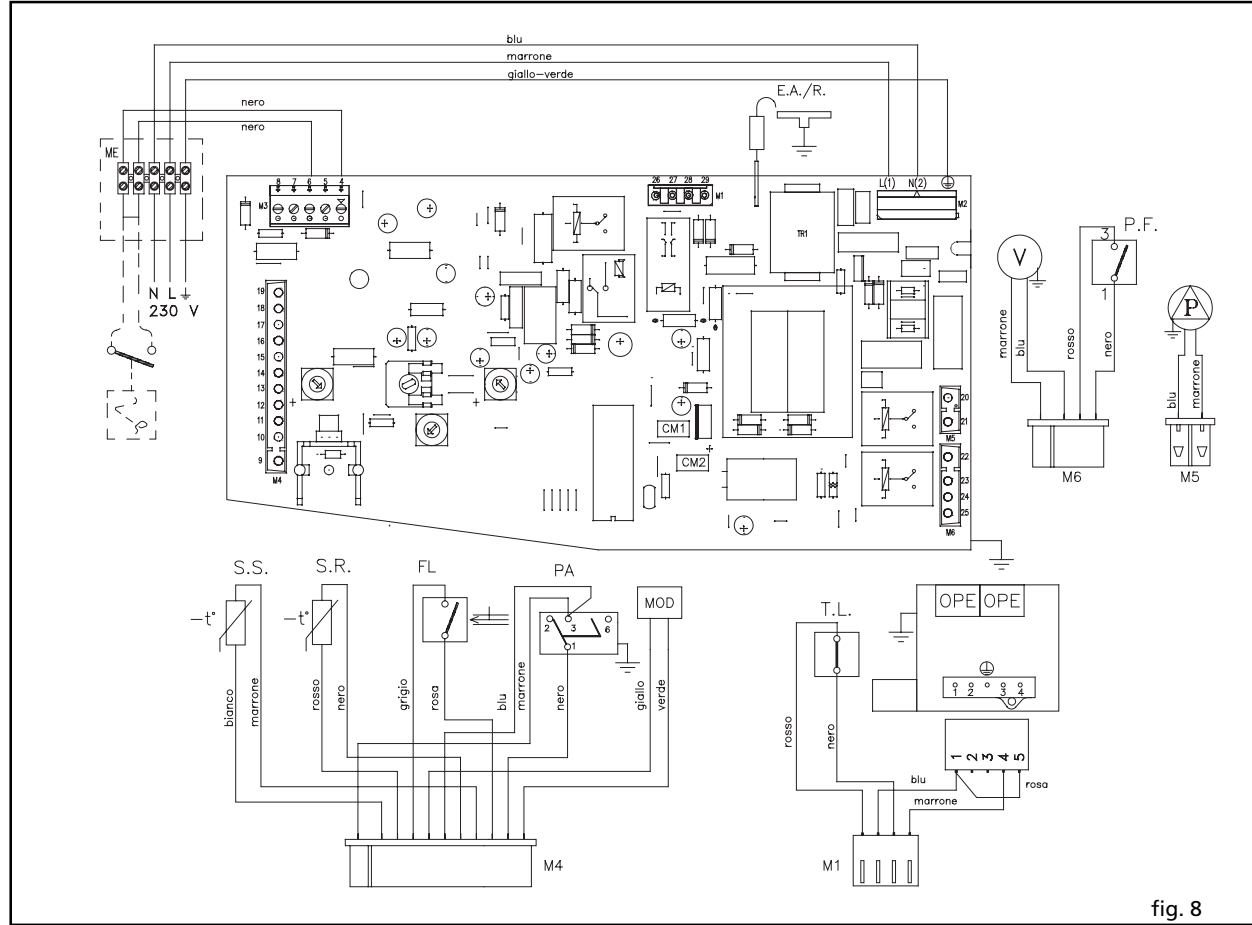 blu
marrone
giallo-verde
nero
nero
E.A./R.
ME
8 7 6 5 4
M3
26 27 28 29
M1
L(1) N(2)
M2
TR1
N L
230 V
19
18
17
16
15
14
13
12
11
10
9
M4
CM1
CM2
20
21
M5
22
23
24
25
M6
V
P.F.
3
1
marrone
blu
rosso
nero
M6
P
blu
marrone
M5
S.S.
-t°
bianco
marrone
S.R.
-t°
rosso
nero
FL
grigio
rosa
PA
2 3 6
1
blu
marrone
nero
MOD
giallo
verde
M4
T.L.
rosso
nero
OPE OPE
1 2 3 4
1 2 3 4 5
blu
marrone
rosa
M1
fig. 8